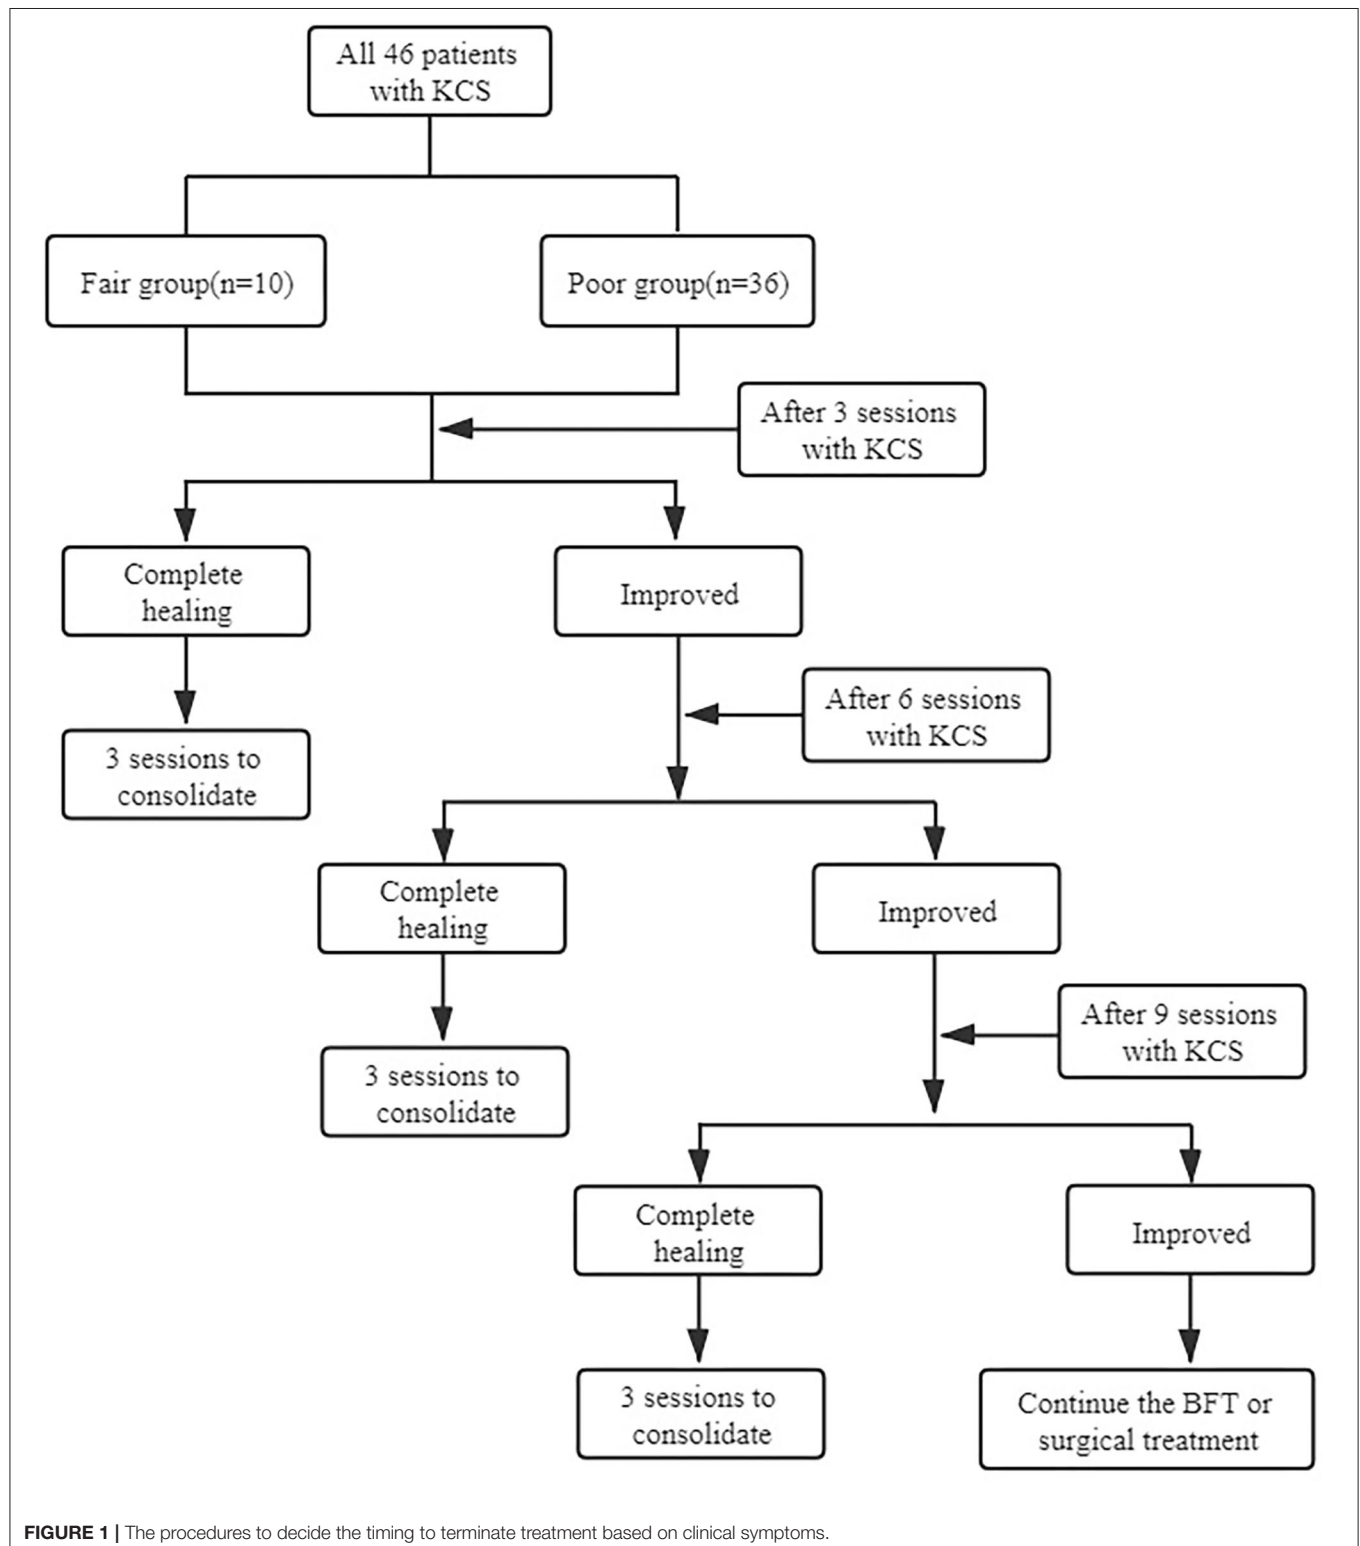 All 46 patients
with KCS
Fair group(n=10)
Poor group(n=36)
After 3 sessions
with KCS
Complete
healing
Improved
After 6 sessions
with KCS
3 sessions to
consolidate
Complete
healing
Improved
After 9 sessions
with KCS
3 sessions to
consolidate
Complete
healing
Improved
3 sessions to
consolidate
Continue the BFT or
surgical treatment
FIGURE 1 | The procedures to decide the timing to terminate treatment based on clinical symptoms.